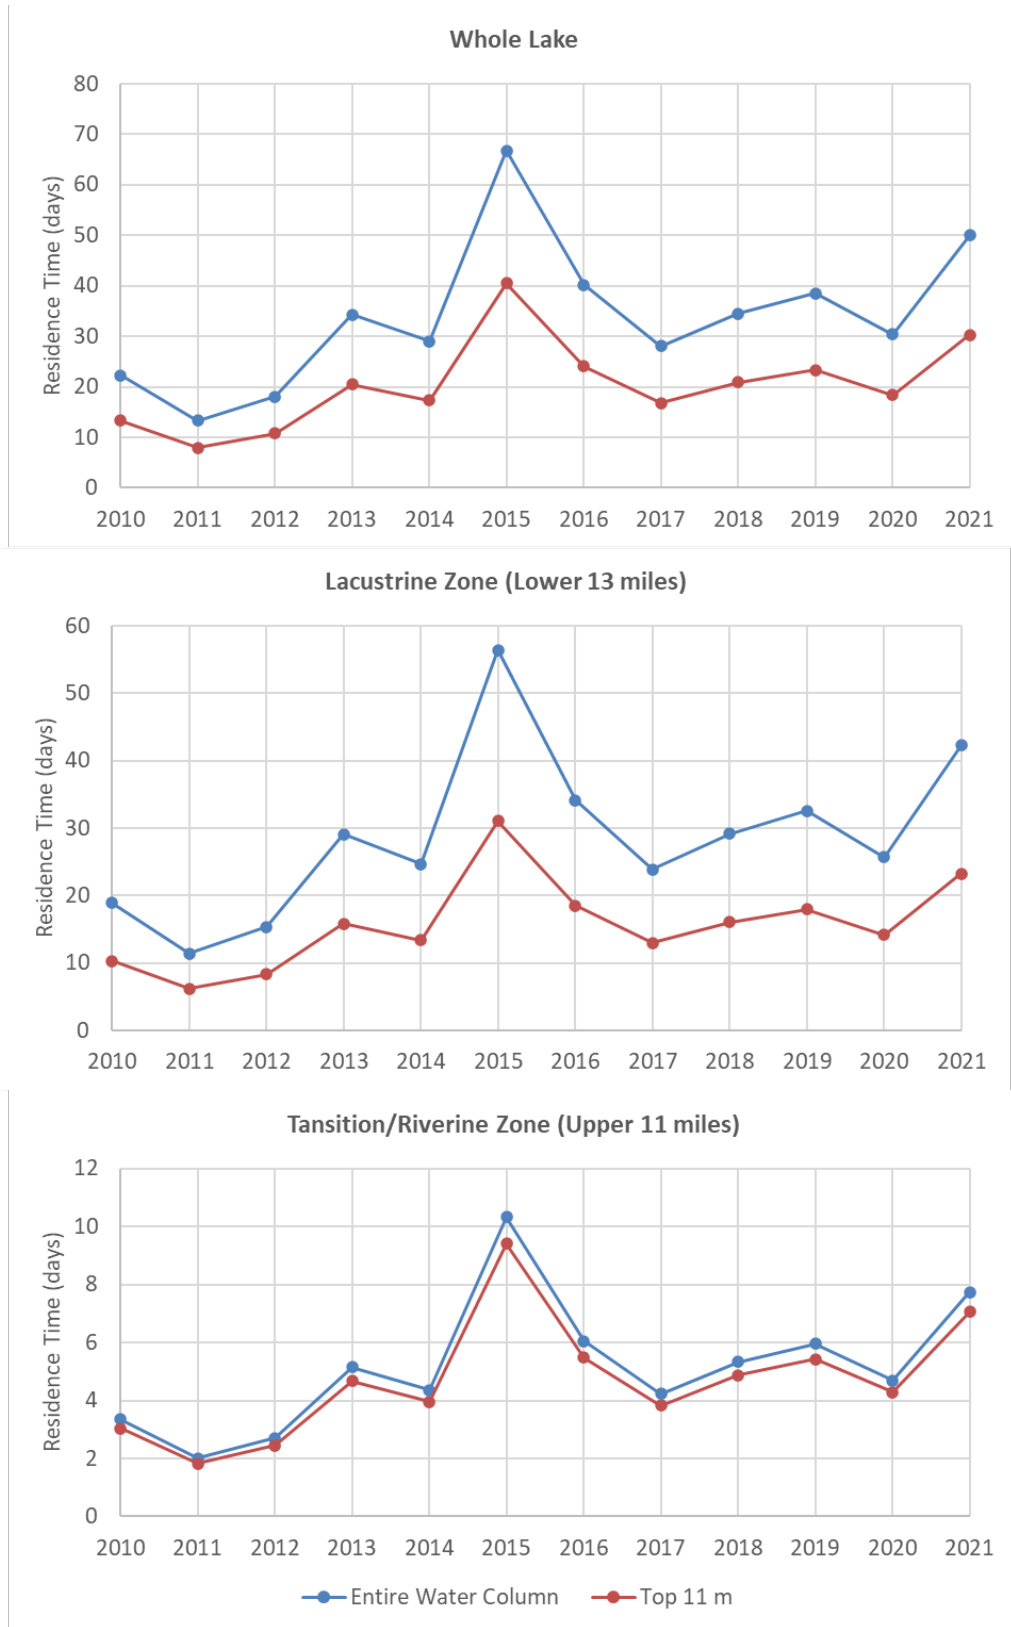 Whole Lake
Residence Time (days)
80
70
60
50
40
30
20
10
0
2010 2011 2012 2013 2014 2015 2016 2017 2018 2019 2020 2021
Lacustrine Zone (Lower 13 miles)
Residence Time (days)
60
50
40
30
20
10
0
2010 2011 2012 2013 2014 2015 2016 2017 2018 2019 2020 2021
Tansition/Riverine Zone (Upper 11 miles)
Residence Time (days)
12
10
8
6
4
2
0
2010 2011 2012 2013 2014 2015 2016 2017 2018 2019 2020 2021
Entire Water Column Top 11 m